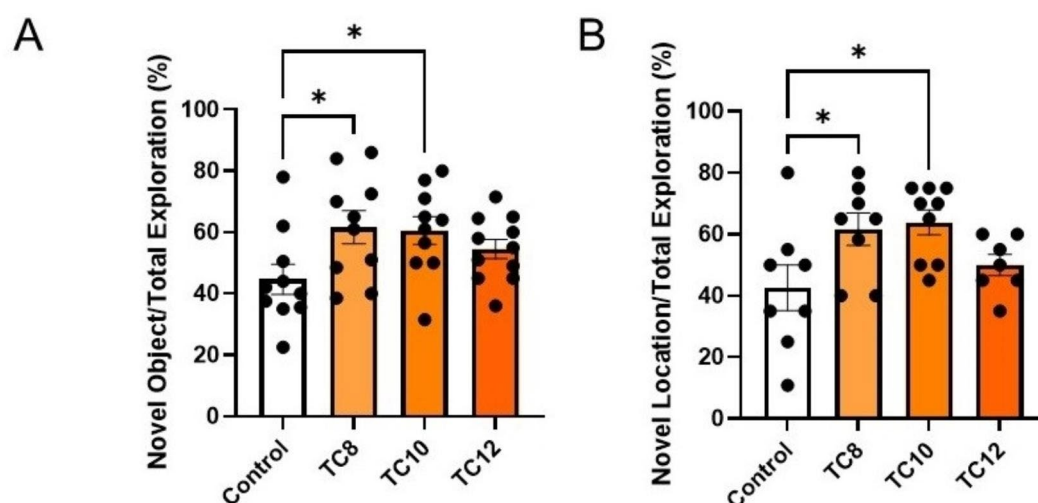 A
Novel Object/Total Exploration (%)
100
80
60
40
20
0
*
*
Control
TC8
TC10
TC12
B
Novel Location/Total Exploration (%)
100
80
60
40
20
0
*
*
Control
TC8
TC10
TC12